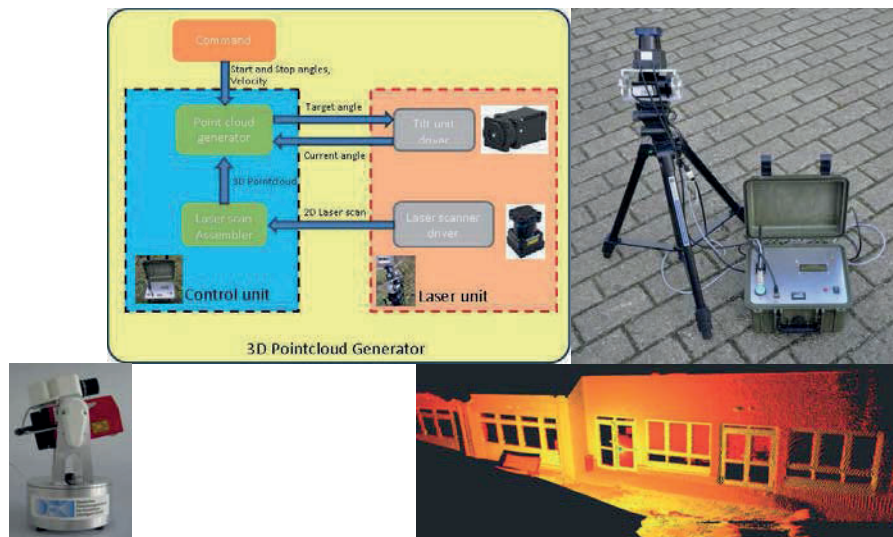 Command
Start and Stop angles,
Velocity
Point cloud
generator
Target angle
Current angle
Tilt unit
driver
3D Pointcloud
Laser scan
Assembler
2D Laser scan
Laser scanner
driver
Control unit
Laser unit
3D Pointcloud Generator